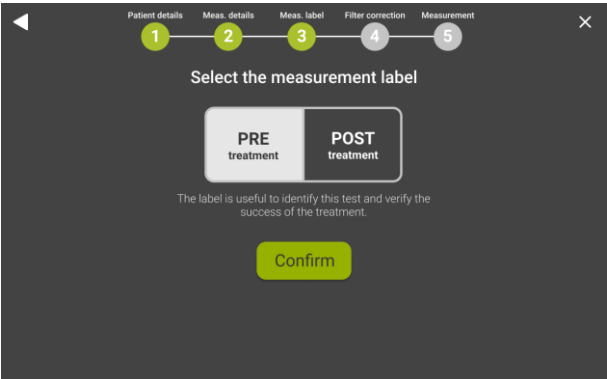 Patient details Meas. details Meas. label Filter correction Measurement
1 2 3 4 5
Select the measurement label
PRE POST
treatment treatment
The label is useful to identify this test and verify the
success of the treatment.
Confirm